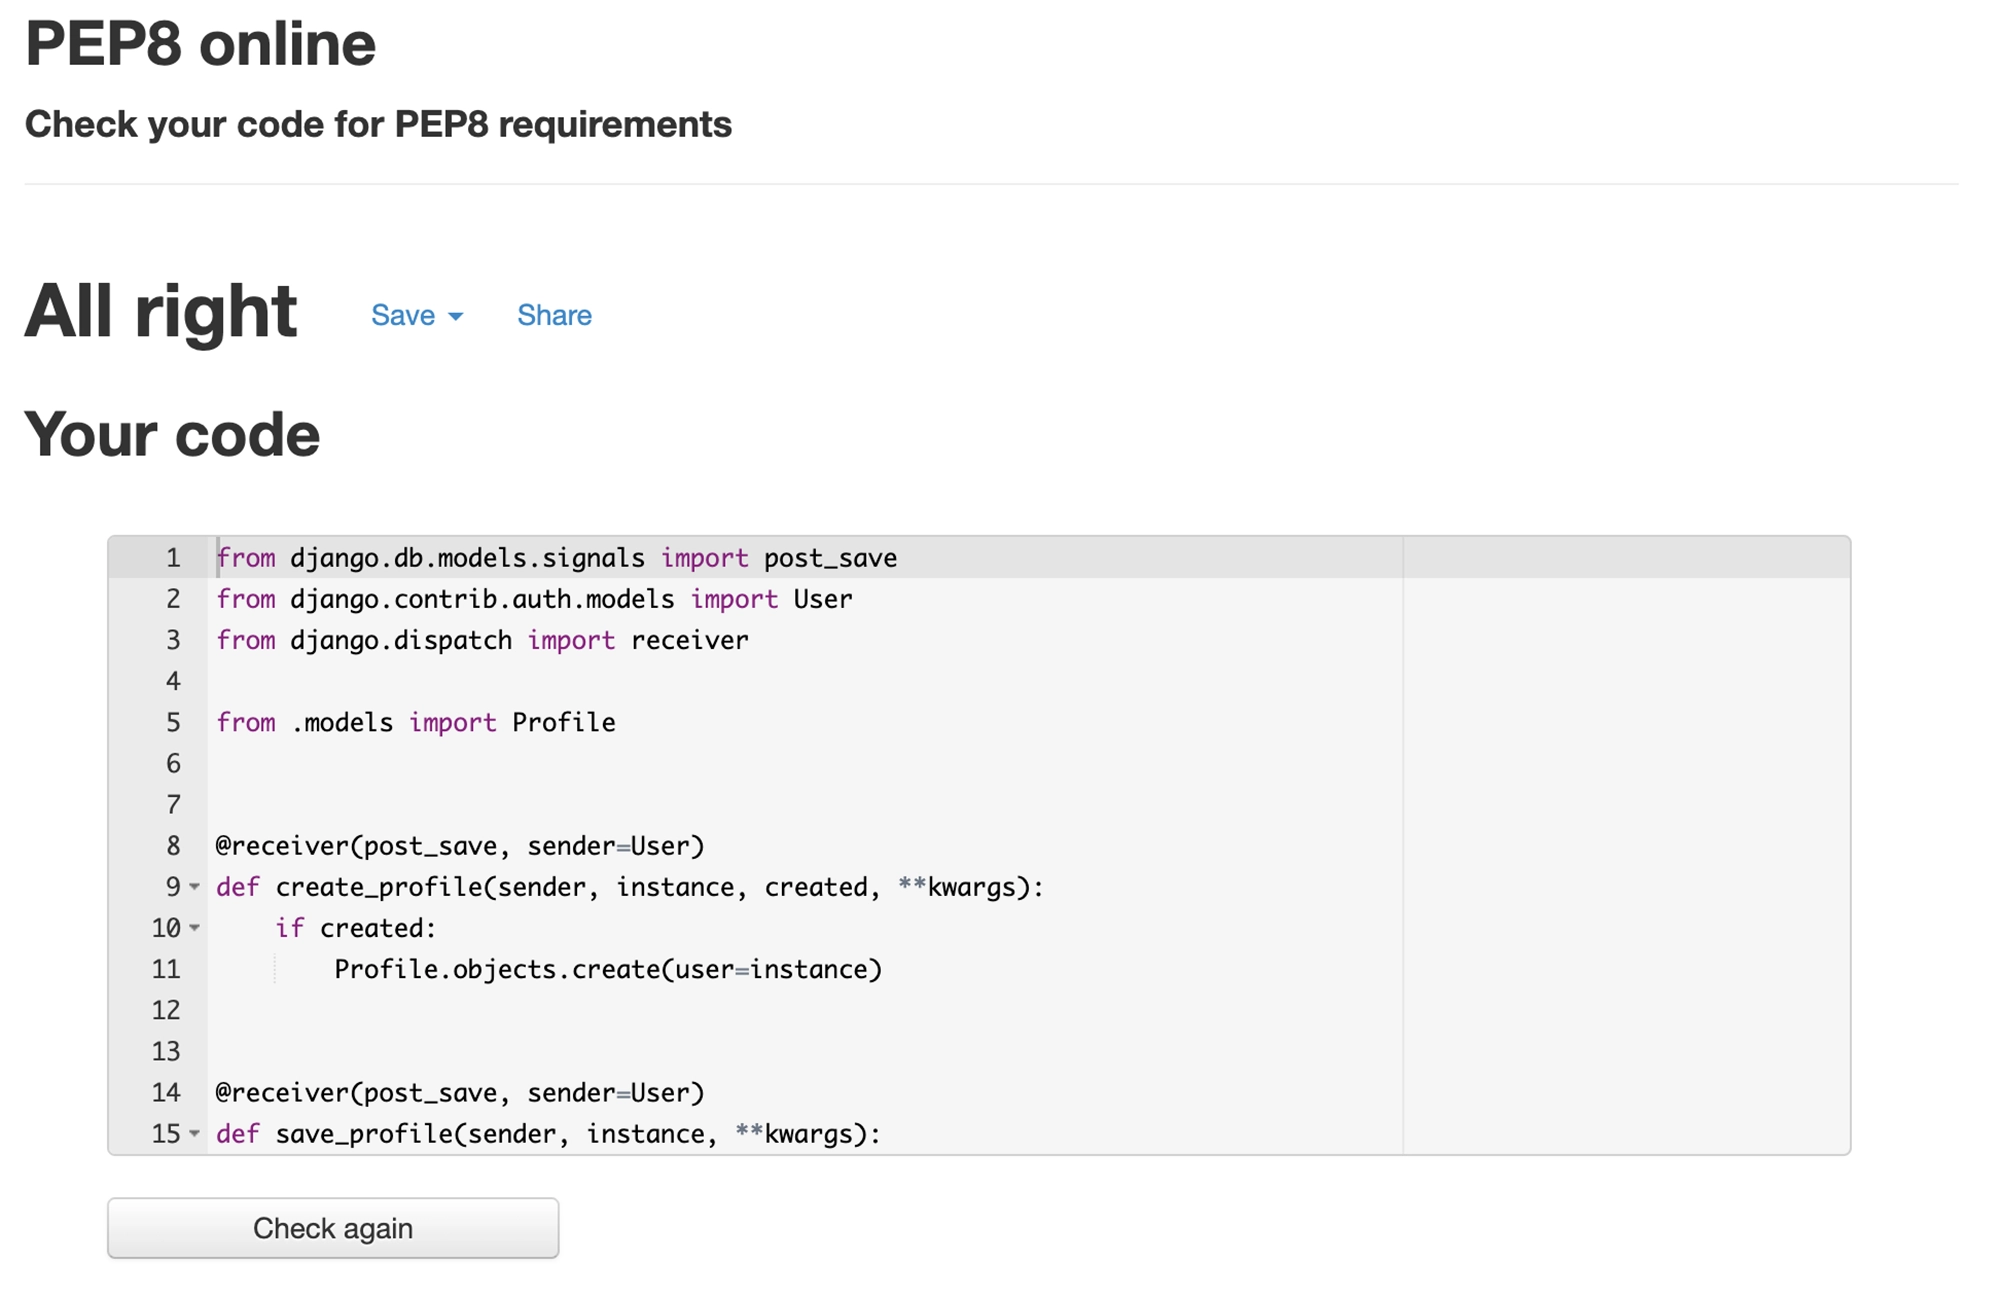 PEP8 online
Check your code for PEP8 requirements
All right Save Share
Your code
1 from django.db.models.signals import post_save
2 from django.contrib.auth.models import User
3 from django.dispatch import receiver
4
5 from .models import Profile
6
7
8 @receiver(post_save, sender=User)
9 def create_profile(sender, instance, created, **kwargs):
10     if created:
11         Profile.objects.create(user=instance)
12
13
14 @receiver(post_save, sender=User)
15 def save_profile(sender, instance, **kwargs):
Check again